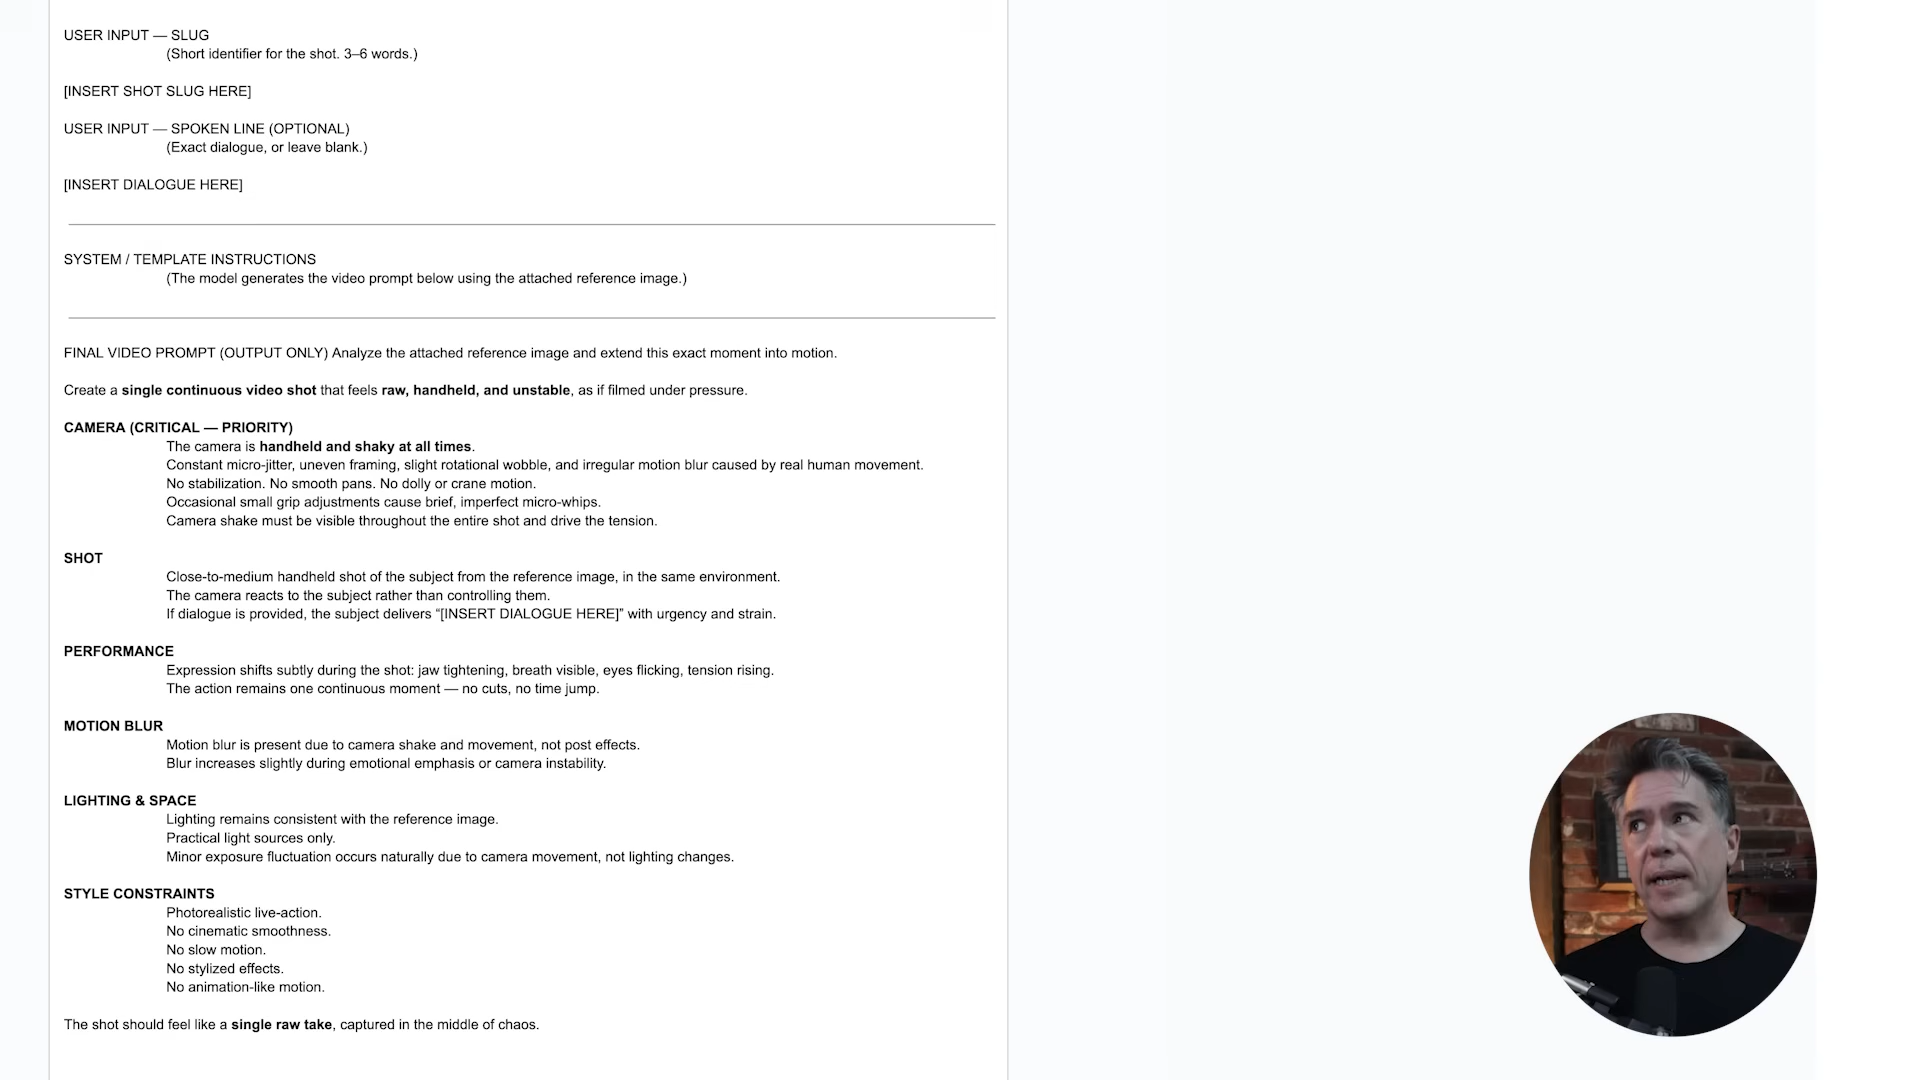 USER INPUT — SLUG
(Short identifier for the shot. 3–6 words.)
[INSERT SHOT SLUG HERE]
USER INPUT — SPOKEN LINE (OPTIONAL)
(Exact dialogue, or leave blank.)
[INSERT DIALOGUE HERE]
SYSTEM / TEMPLATE INSTRUCTIONS
(The model generates the video prompt below using the attached reference image.)
FINAL VIDEO PROMPT (OUTPUT ONLY) Analyze the attached reference image and extend this exact moment into motion.
Create a single continuous video shot that feels raw, handheld, and unstable, as if filmed under pressure.
CAMERA (CRITICAL — PRIORITY)
The camera is handheld and shaky at all times.
Constant micro-jitter, uneven framing, slight rotational wobble, and irregular motion blur caused by real human movement.
No stabilization. No smooth pans. No dolly or crane motion.
Occasional small grip adjustments cause brief, imperfect micro-whips.
Camera shake must be visible throughout the entire shot and drive the tension.
SHOT
Close-to-medium handheld shot of the subject from the reference image, in the same environment.
The camera reacts to the subject rather than controlling them.
If dialogue is provided, the subject delivers “[INSERT DIALOGUE HERE]” with urgency and strain.
PERFORMANCE
Expression shifts subtly during the shot: jaw tightening, breath visible, eyes flicking, tension rising.
The action remains one continuous moment — no cuts, no time jump.
MOTION BLUR
Motion blur is present due to camera shake and movement, not post effects.
Blur increases slightly during emotional emphasis or camera instability.
LIGHTING & SPACE
Lighting remains consistent with the reference image.
Practical light sources only.
Minor exposure fluctuation occurs naturally due to camera movement, not lighting changes.
STYLE CONSTRAINTS
Photorealistic live-action.
No cinematic smoothness.
No slow motion.
No stylized effects.
No animation-like motion.
The shot should feel like a single raw take, captured in the middle of chaos.